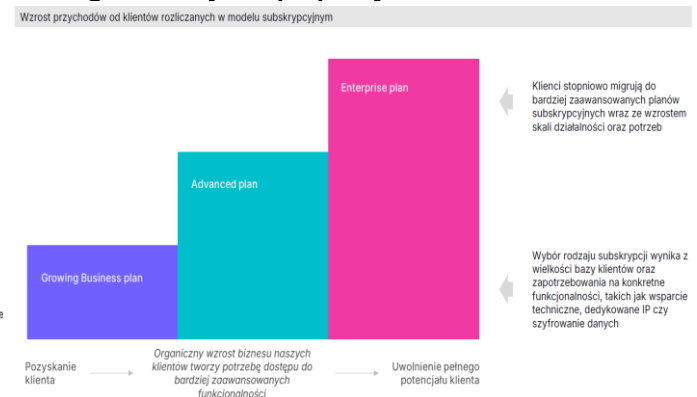 Wzrost przychodów od klientów rozliczanych w modelu subskrypcyjnym
Enterprise plan
Advanced plan
Growing Business plan
Klienci stopniowo migrują do
bardziej zaawansowanych planów
subskrypcyjnych wraz ze wzrostem
skali działalności oraz potrzeb
Wybór rodzaju subskrypcji wynika z
wielkości bazy klientów oraz
zapotrzebowania na konkretne
funkcjonalności, takich jak wsparcie
techniczne, dedykowane IP czy
szyfrowanie danych
Pozyskanie
klienta
Organiczny wzrost biznesu naszych
klientów tworzy potrzebę dostępu do
bardziej zaawansowanych
funkcjonalności
Uwolnienie pełnego
potencjału klienta